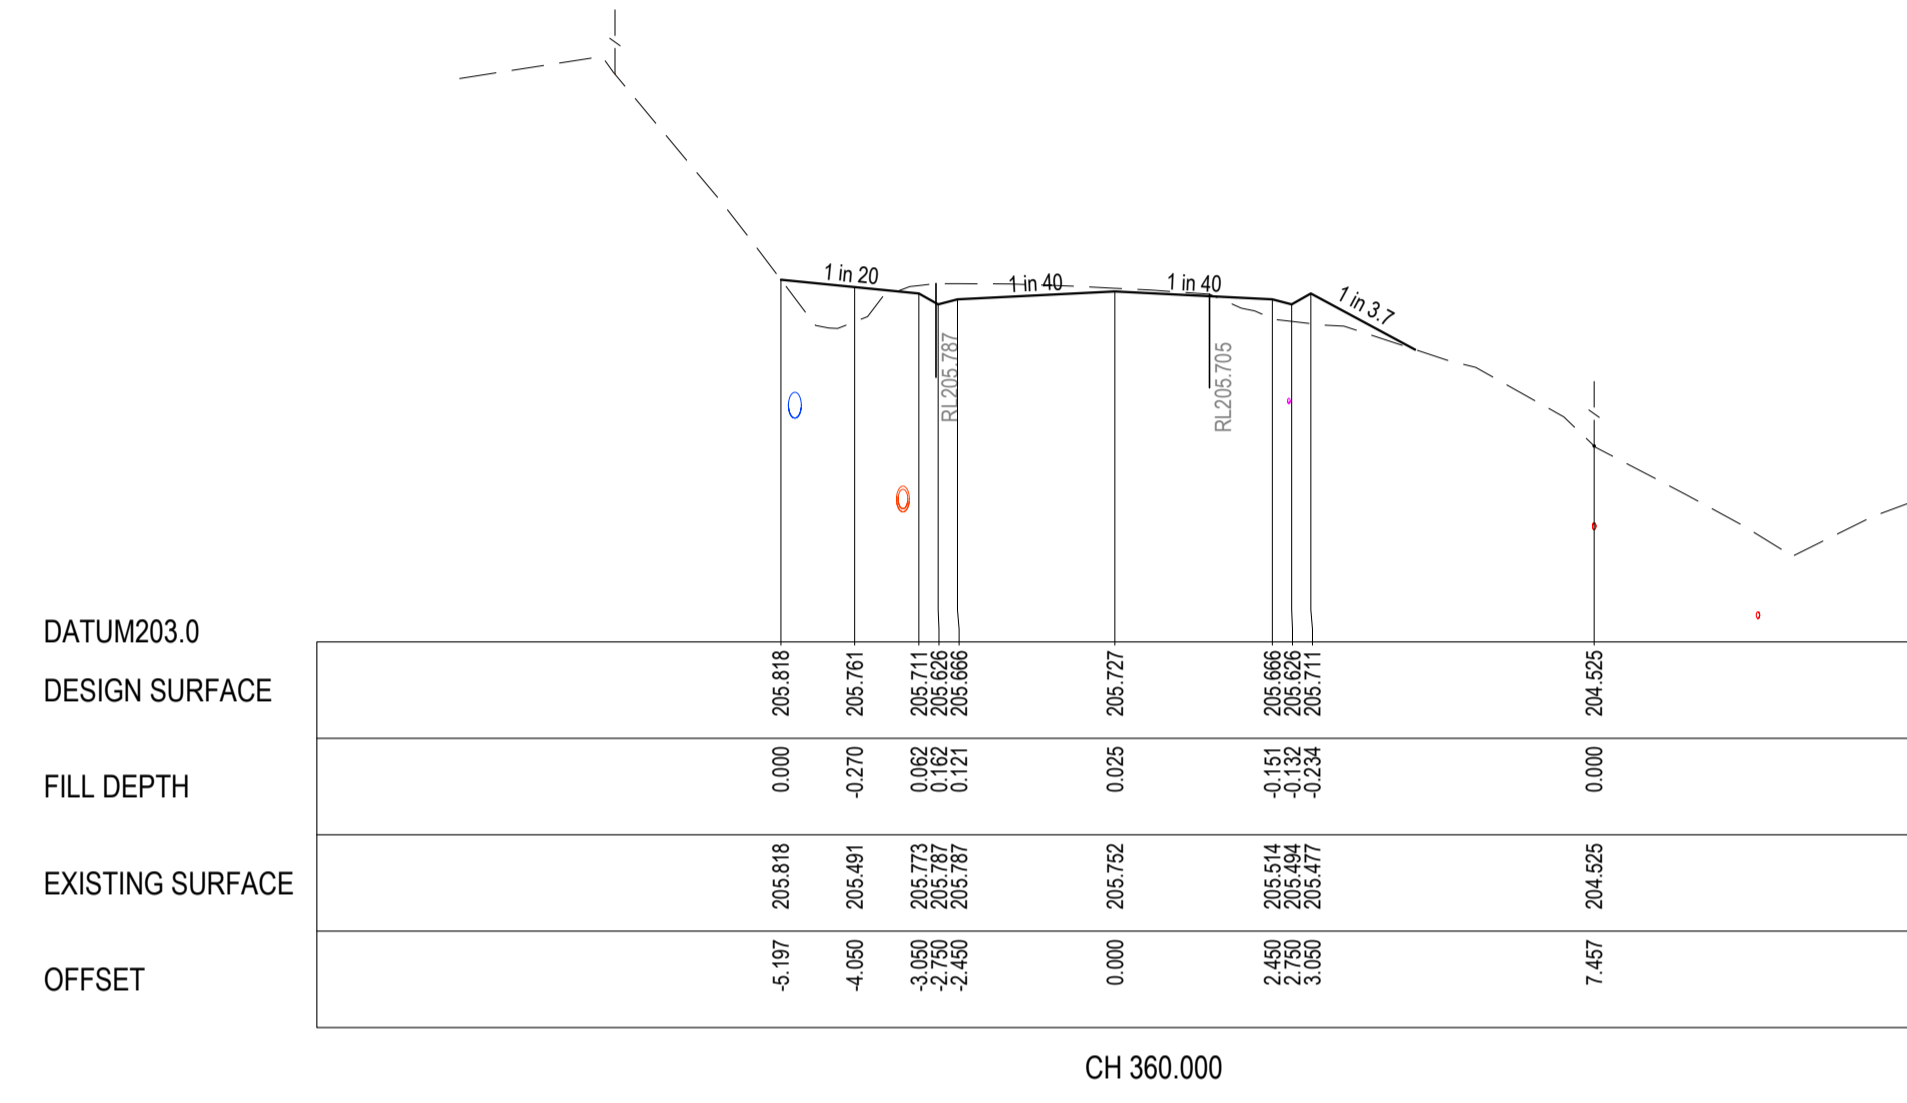 1 in 20
1 in 40
1 in 40
1 in 3.7
RL205.787
RL205.705
DATUM203.0
DESIGN SURFACE
205.818 205.761 205.711 205.626 205.666 205.727 205.666 205.626 205.711 204.525
FILL DEPTH
0.000 -0.270 0.062 0.162 0.121 0.025 -0.151 -0.132 -0.234 0.000
EXISTING SURFACE
205.818 205.491 205.773 205.787 205.787 205.752 205.514 205.494 205.477 204.525
OFFSET
-5.197 -4.050 -3.050 -2.750 -2.450 0.000 2.450 2.750 3.050 7.457
CH 360.000